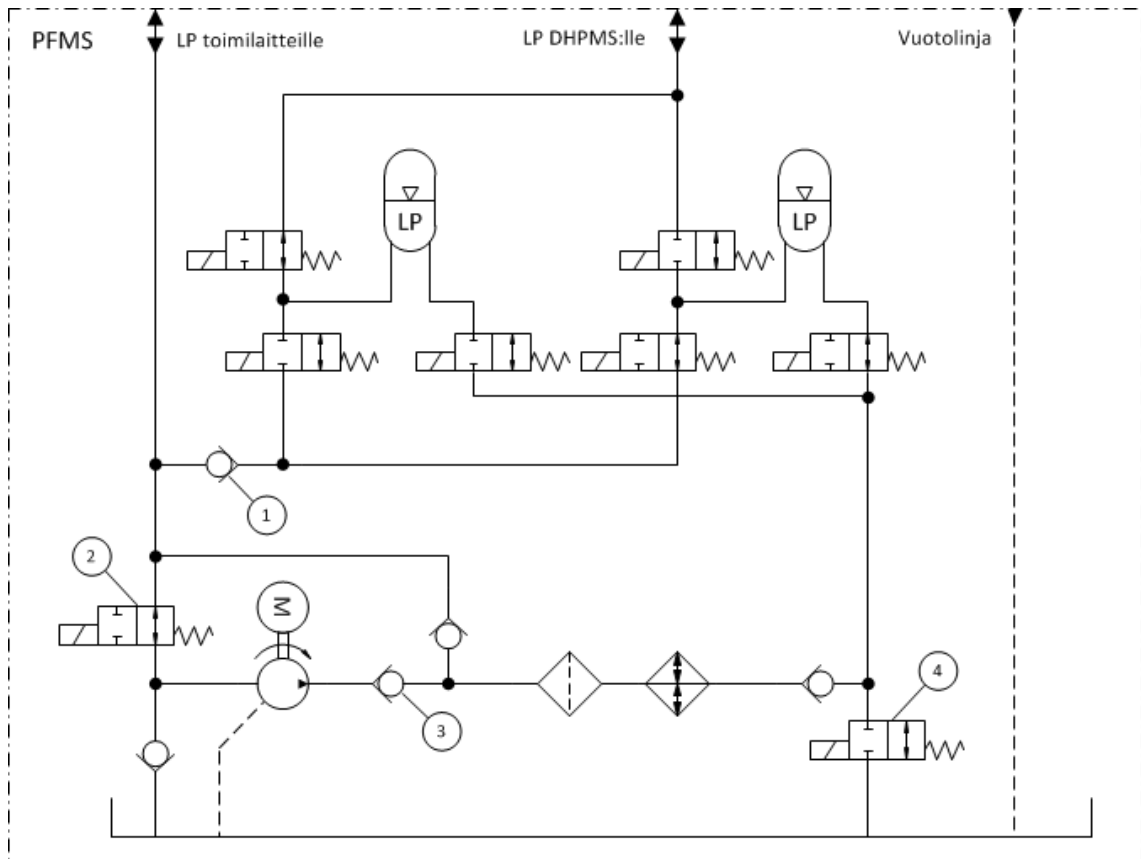 PFMS
LP toimilaitteille
LP DHPMS:lle
Vuotolinja
LP
LP
1
2
M
3
4